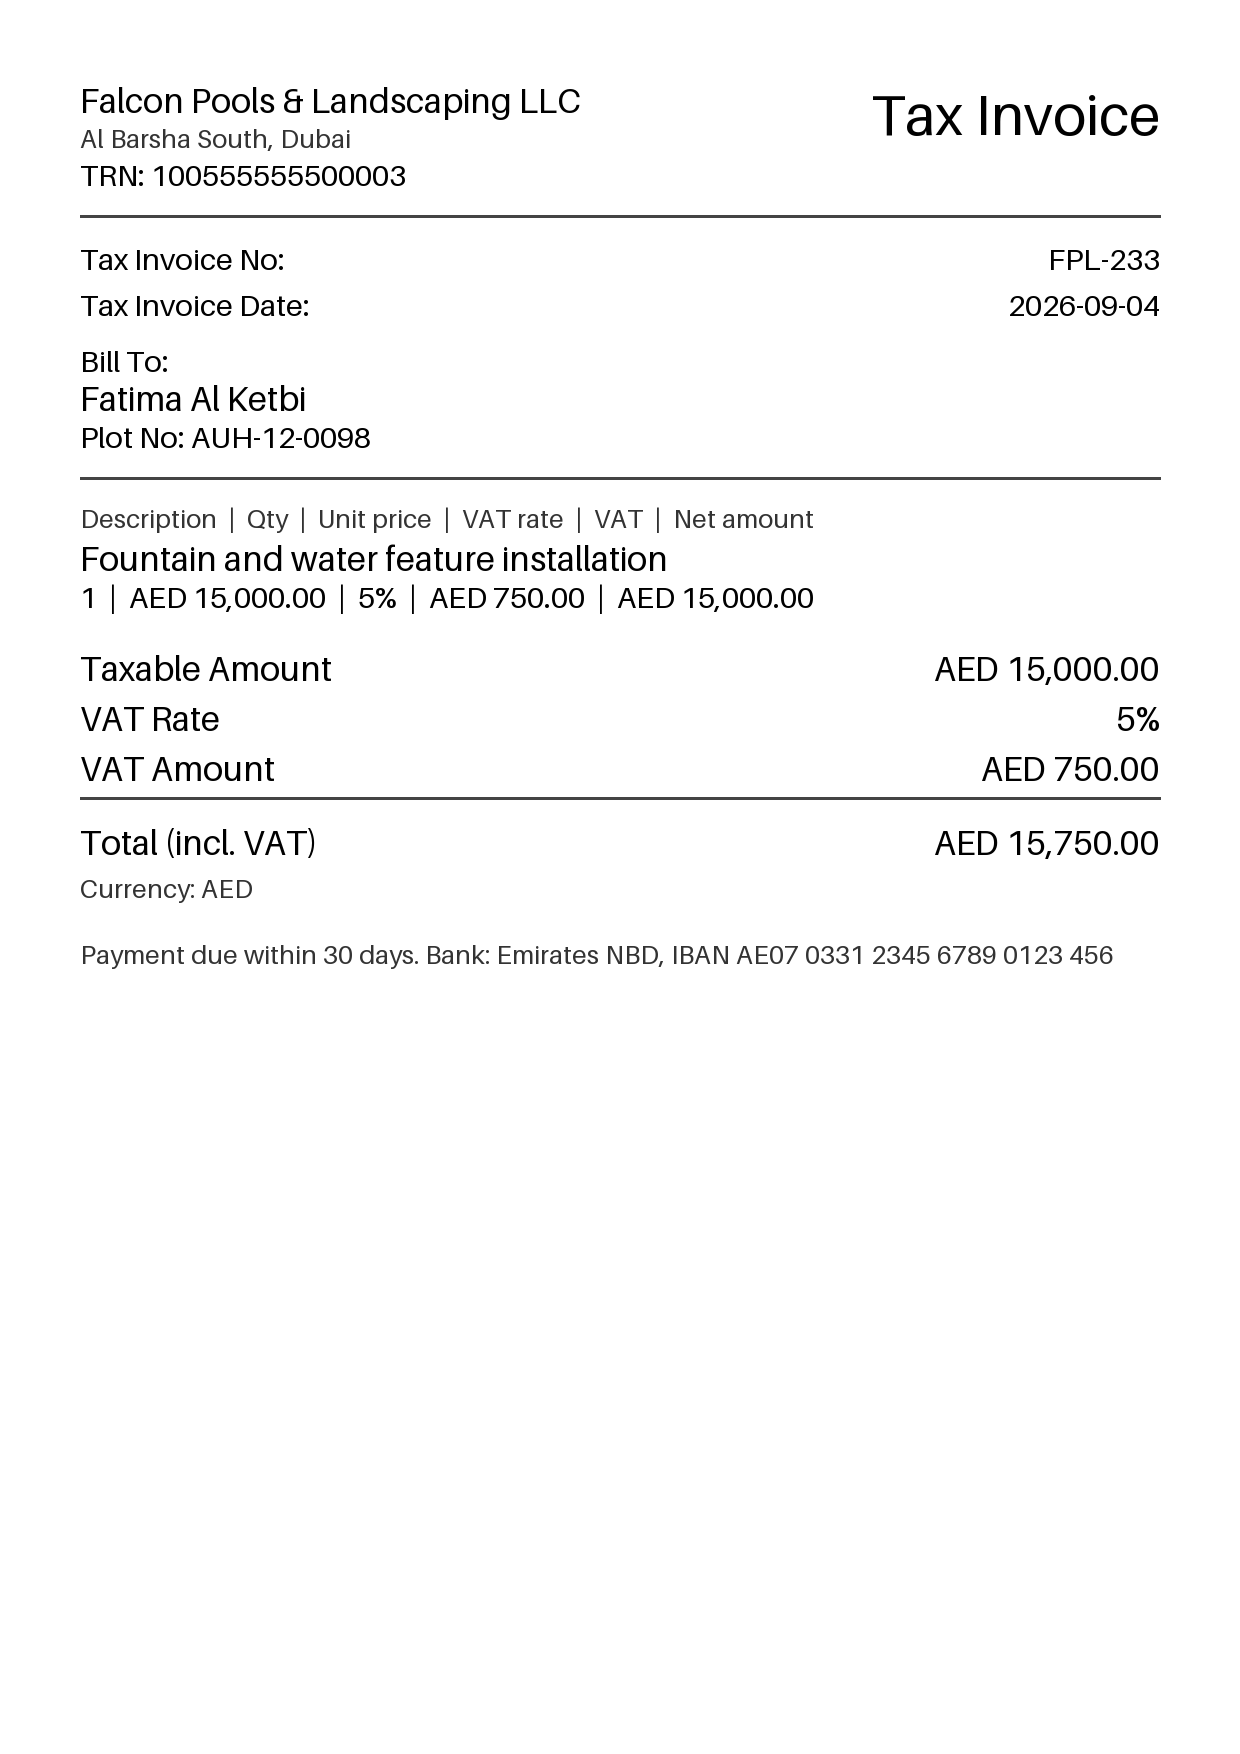 Falcon Pools & Landscaping LLC
Tax Invoice
Al Barsha South, Dubai
TRN: 100555555500003
Tax Invoice No: FPL-233
Tax Invoice Date: 2026-09-04
Bill To:
Fatima Al Ketbi
Plot No: AUH-12-0098
Description | Qty | Unit price | VAT rate | VAT | Net amount
Fountain and water feature installation
1 | AED 15,000.00 | 5% | AED 750.00 | AED 15,000.00
Taxable Amount AED 15,000.00
VAT Rate 5%
VAT Amount AED 750.00
Total (incl. VAT) AED 15,750.00
Currency: AED
Payment due within 30 days. Bank: Emirates NBD, IBAN AE07 0331 2345 6789 0123 456